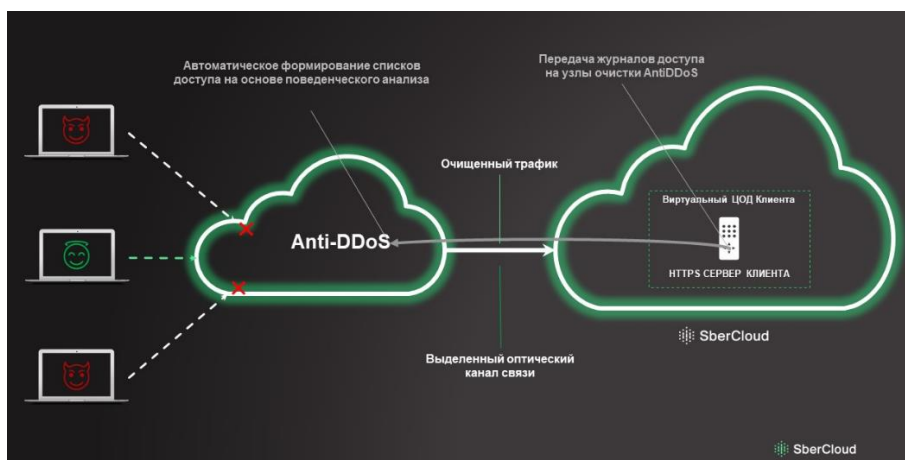 Автоматическое формирование списков
доступа на основе поведенческого анализа
Передача журналов доступа
на узлы очистки AntiDDoS
Очищенный трафик
Виртуальный ЦОД Клиента
Anti-DDoS
HTTPS СЕРВЕР КЛИЕНТА
SberCloud
Выделенный оптический
канал связи
SberCloud